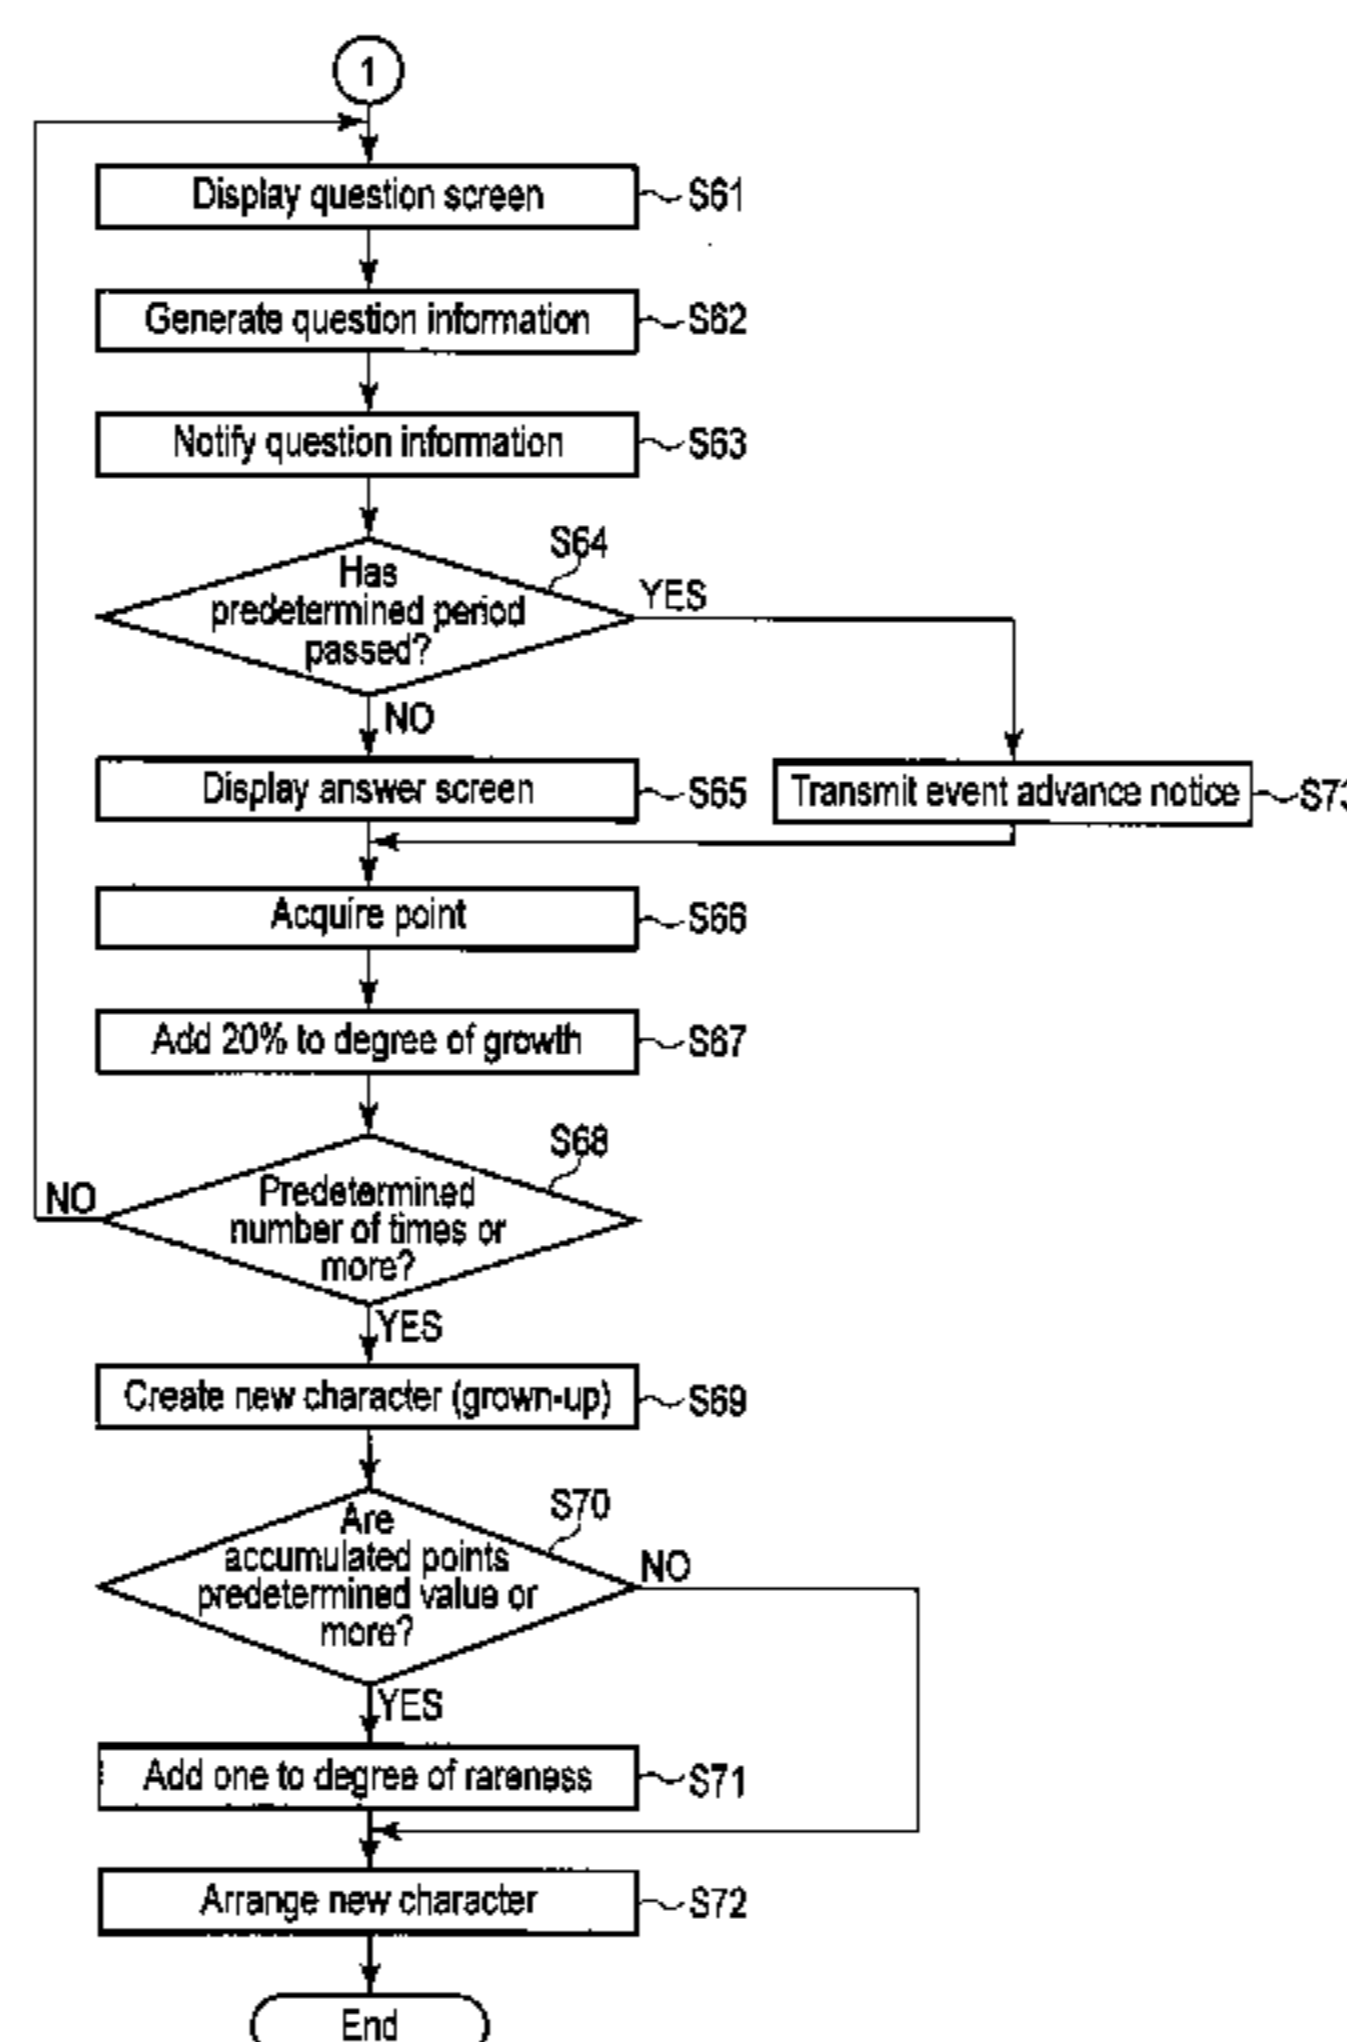 1
Display question screen
S61
Generate question information
S62
Notify question information
S63
S64
Has
predetermined period
passed?
YES
NO
Display answer screen
S65
Transmit event advance notice
S73
Acquire point
S66
Add 20% to degree of growth
S67
S68
Predetermined
number of times or
more?
NO
YES
Create new character (grown-up)
S69
S70
Are
accumulated points
predetermined value or
more?
NO
YES
Add one to degree of rareness
S71
Arrange new character
S72
End